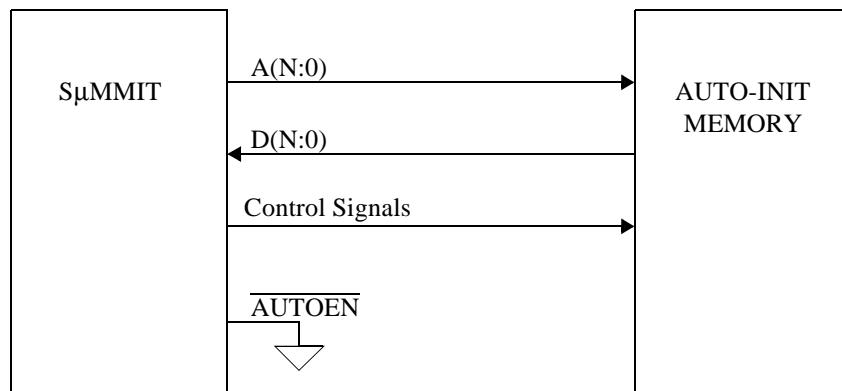 A(N:0)
SμMMIT
AUTO-INIT
MEMORY
D(N:0)
Control Signals
AUTOEN